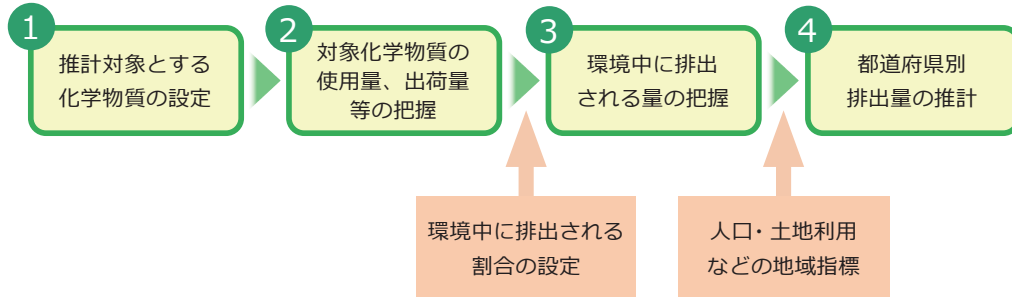 1
推計対象とする
化学物質の設定
2
対象化学物質の
使用量、出荷量
等の把握
3
環境中に排出
される量の把握
4
都道府県別
排出量の推計
環境中に排出される
割合の設定
人口・土地利用
などの地域指標